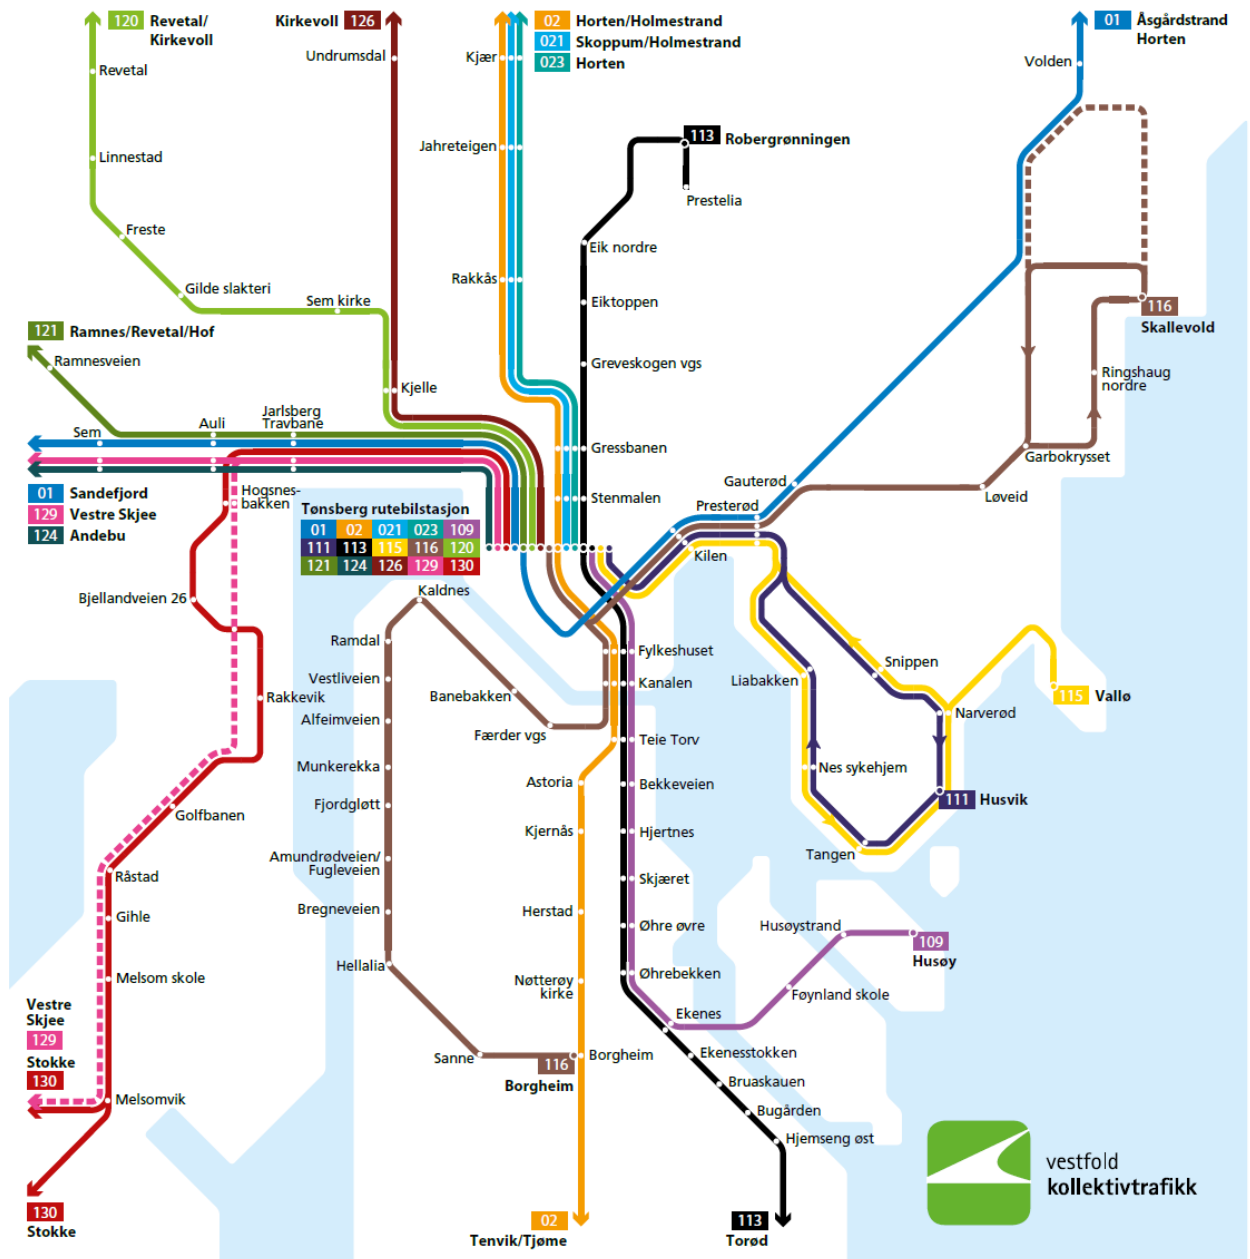 120 Revetal/
Kirkevoll
Kirkevoll 126
02 Horten/Holmestrand
021 Skoppum/Holmestrand
023 Horten
01 Åsgårdstrand
Horten
Undrumsdal
Kjær
Volden
Revetal
113 Robergrønningen
Jahreteigen
Linnestad
Prestelia
Freste
Eik nordre
Rakkås
Gilde slakteri
Sem kirke
Eiktoppen
116
Skallevold
121 Ramnes/Revetal/Hof
Ramnesveien
Greveskogen vgs
Ringshaug
nordre
Kjelle
Jarlsberg
Travbane
Auli
Sem
Gressbanen
Garbokrysset
Gauterød
Løveid
01 Sandefjord
129 Vestre Skjee
124 Andebu
Hogsnes-
bakken
Stenmalen
Presterød
Tønsberg rutebilstasjon
01 02 021 023 109
111 113 115 116 120
121 124 126 129 130
Kilen
Kaldnes
Bjellandveien 26
Ramdal
Fylkeshuset
Snippen
Vestliveien
Kanalen
Liabakken
Rakkevik
Banebakken
115 Vallø
Alfeimveien
Færder vgs
Narverød
Teie Torv
Munkerekka
Nes sykehjem
Astoria
Bekkeveien
Fjordgløtt
111 Husvik
Golfbanen
Kjernås
Hjertnes
Amundrødveien/
Fugleveien
Tangen
Råstad
Skjæret
Bregneveien
Herstad
Gihle
Øhre øvre
Husøystrand
109
Husøy
Hellalia
Melsom skole
Nøtterøy
kirke
Øhrebekken
Føynland skole
Vestre
Skjee
129
Stokke
130
Ekenes
Sanne
116
Borgheim
Borgheim
Ekenesstokken
Bruaskauen
Melsomvik
Bugården
Hjemseng øst
130
Stokke
02
Tenvik/Tjøme
113
Torød
vestfold
kollektivtrafikk